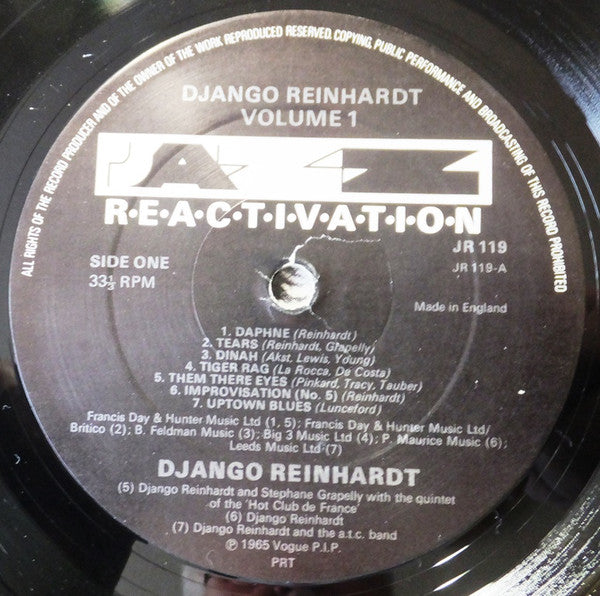 ALL RIGHTS OF THE RECORD PRODUCER AND OF THE OWNER OF THE WORK REPRODUCED RESERVED. COPYING, PUBLIC PERFORMANCE AND BROADCASTING OF THIS RECORD PROHIBITED
DJANGO REINHARDT
VOLUME 1
JAZZ
R·E·A·C·T·I·V·A·T·I·O·N
SIDE ONE
33⅓ RPM
JR 119
JR 119-A
Made in England
1. DAPHNE (Reinhardt)
2. TEARS (Reinhardt, Grapelly)
3. DINAH (Akst, Lewis, Young)
4. TIGER RAG (La Rocca, De Costa)
5. THEM THERE EYES (Pinkard, Tracy, Tauber)
6. IMPROVISATION (No. 5) (Reinhardt)
7. UPTOWN BLUES (Lunceford)
Francis Day & Hunter Music Ltd (1, 5); Francis Day & Hunter Music Ltd/
Britico (2); B. Feldman Music (3); Big 3 Music Ltd (4); P. Maurice Music (6);
Leeds Music Ltd (7)
DJANGO REINHARDT
(5) Django Reinhardt and Stephane Grapelly with the quintet
of the 'Hot Club de France'
(6) Django Reinhardt
(7) Django Reinhardt and the a.t.c. band
℗ 1965 Vogue P.I.P.
PRT